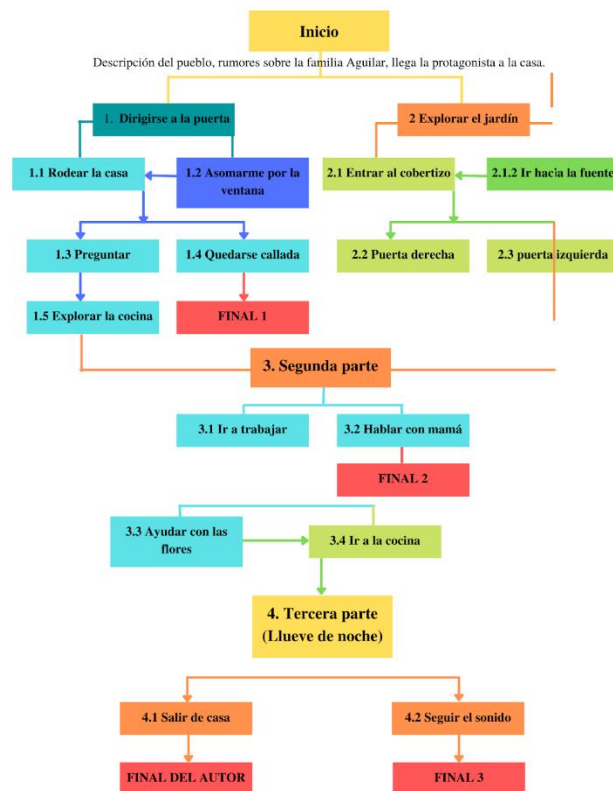 Inicio
Descripción del pueblo, rumores sobre la familia Aguilar, llega la protagonista a la casa.
1. Dirigirse a la puerta
2 Explorar el jardín
1.1 Rodear la casa
1.2 Asomarme por la
ventana
2.1 Entrar al cobertizo
2.1.2 Ir hacia la fuente
1.3 Preguntar
1.4 Quedarse callada
2.2 Puerta derecha
2.3 puerta izquierda
1.5 Explorar la cocina
FINAL 1
3. Segunda parte
3.1 Ir a trabajar
3.2 Hablar con mamá
FINAL 2
3.3 Ayudar con las
flores
3.4 Ir a la cocina
4. Tercera parte
(Llueve de noche)
4.1 Salir de casa
4.2 Seguir el sonido
FINAL DEL AUTOR
FINAL 3